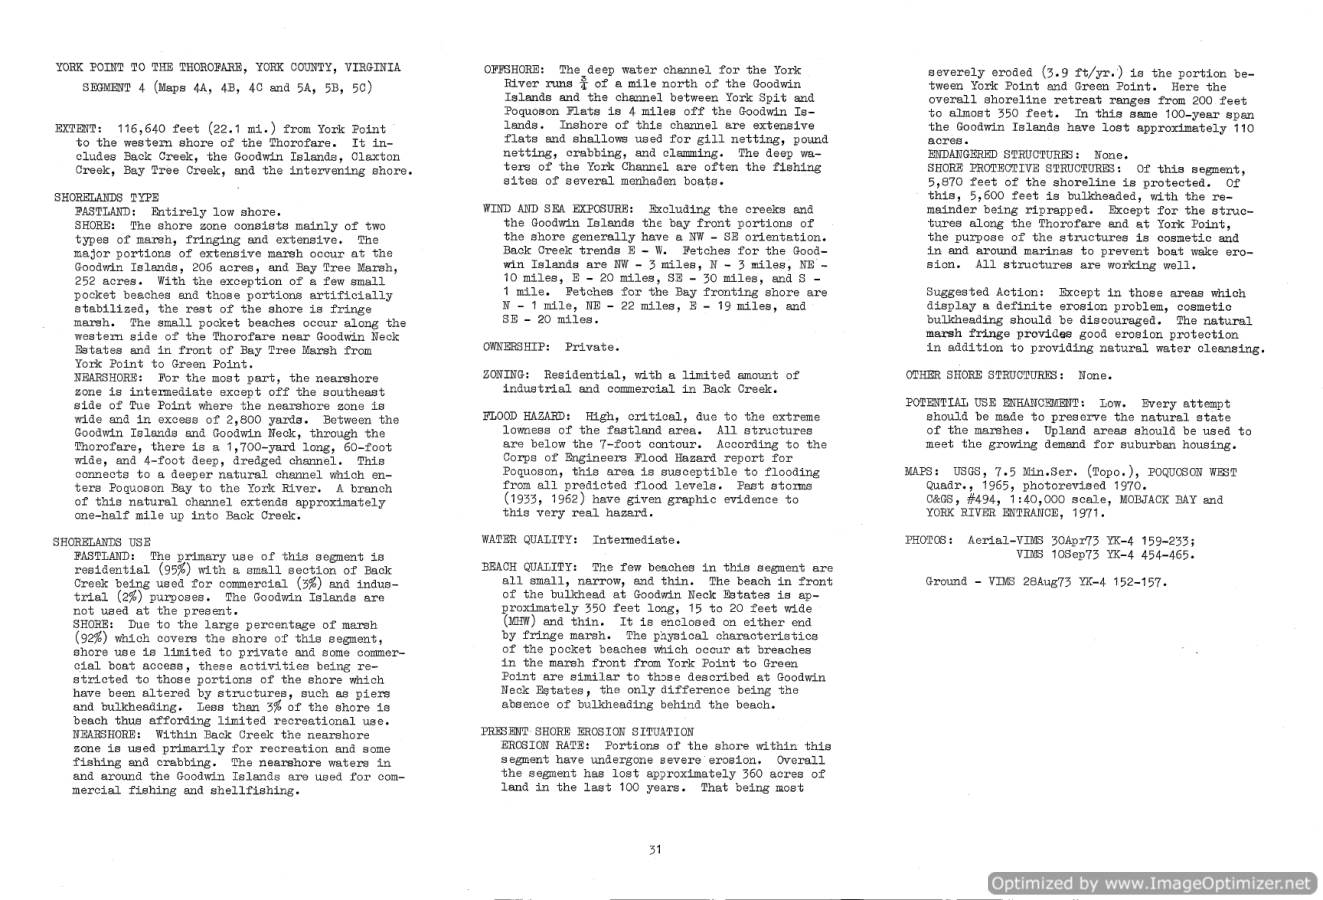 YORK POINT TO THE THOROFARE, YORK COUNTY, VIRGINIA
SEGMENT 4 (Maps 4A, 4B, 4C and 5A, 5B, 5C)
EXTENT: 116,640 feet (22.1 mi.) from York Point
to the western shore of the Thorofare. It in-
cludes Back Creek, the Goodwin Islands, Claxton
Creek, Bay Tree Creek, and the intervening shore.
SHORELANDS TYPE
FASTLAND: Entirely low shore.
SHORE: The shore zone consists mainly of two
types of marsh, fringing and extensive. The
major portions of extensive marsh occur at the
Goodwin Islands, 206 acres, and Bay Tree Marsh,
252 acres. With the exception of a few small
pocket beaches and those portions artificially
stabilized, the rest of the shore is fringe
marsh. The small pocket beaches occur along the
western side of the Thorofare near Goodwin Neck
Estates and in front of Bay Tree Marsh from
York Point to Green Point.
NEARSHORE: For the most part, the nearshore
zone is intermediate except off the southeast
side of Tue Point where the nearshore zone is
wide and in excess of 2,800 yards. Between the
Goodwin Islands and Goodwin Neck, through the
Thorofare, there is a 1,700-yard long, 60-foot
wide, and 4-foot deep, dredged channel. This
connects to a deeper natural channel which en-
ters Poquoson Bay to the York River. A branch
of this natural channel extends approximately
one-half mile up into Back Creek.
SHORELANDS USE
FASTLAND: The primary use of this segment is
residential (95%) with a small section of Back
Creek being used for commercial (3%) and indus-
trial (2%) purposes. The Goodwin Islands are
not used at the present.
SHORE: Due to the large percentage of marsh
(92%) which covers the shore of this segment,
shore use is limited to private and some commer-
cial boat access, these activities being re-
stricted to those portions of the shore which
have been altered by structures, such as piers
and bulkheading. Less than 3% of the shore is
beach thus affording limited recreational use.
NEARSHORE: Within Back Creek the nearshore
zone is used primarily for recreation and some
fishing and crabbing. The nearshore waters in
and around the Goodwin Islands are used for com-
mercial fishing and shellfishing.
OFFSHORE: The deep water channel for the York
River runs ¾ of a mile north of the Goodwin
Islands and the channel between York Spit and
Poquoson Flats is 4 miles off the Goodwin Is-
lands. Inshore of this channel are extensive
flats and shallows used for gill netting, pound
netting, crabbing, and clamming. The deep wa-
ters of the York Channel are often the fishing
sites of several menhaden boats.
WIND AND SEA EXPOSURE: Excluding the creeks and
the Goodwin Islands the bay front portions of
the shore generally have a NW - SE orientation.
Back Creek trends E - W. Fetches for the Good-
win Islands are NW - 3 miles, N - 3 miles, NE -
10 miles, E - 20 miles, SE - 30 miles, and S -
1 mile. Fetches for the Bay fronting shore are
N - 1 mile, NE - 22 miles, E - 19 miles, and
SE - 20 miles.
OWNERSHIP: Private.
ZONING: Residential, with a limited amount of
industrial and commercial in Back Creek.
FLOOD HAZARD: High, critical, due to the extreme
lowness of the fastland area. All structures
are below the 7-foot contour. According to the
Corps of Engineers Flood Hazard report for
Poquoson, this area is susceptible to flooding
from all predicted flood levels. Past storms
(1933, 1962) have given graphic evidence to
this very real hazard.
WATER QUALITY: Intermediate.
BEACH QUALITY: The few beaches in this segment are
all small, narrow, and thin. The beach in front
of the bulkhead at Goodwin Neck Estates is ap-
proximately 350 feet long, 15 to 20 feet wide
(MHW) and thin. It is enclosed on either end
by fringe marsh. The physical characteristics
of the pocket beaches which occur at breaches
in the marsh front from York Point to Green
Point are similar to those described at Goodwin
Neck Estates, the only difference being the
absence of bulkheading behind the beach.
PRESENT SHORE EROSION SITUATION
EROSION RATE: Portions of the shore within this
segment have undergone severe erosion. Overall
the segment has lost approximately 360 acres of
land in the last 100 years. That being most
severely eroded (3.9 ft/yr.) is the portion be-
tween York Point and Green Point. Here the
overall shoreline retreat ranges from 200 feet
to almost 350 feet. In this same 100-year span
the Goodwin Islands have lost approximately 110
acres.
ENDANGERED STRUCTURES: None.
SHORE PROTECTIVE STRUCTURES: Of this segment,
5,870 feet of the shoreline is protected. Of
this, 5,600 feet is bulkheaded, with the re-
mainder being riprapped. Except for the struc-
tures along the Thorofare and at York Point,
the purpose of the structures is cosmetic and
in and around marinas to prevent boat wake ero-
sion. All structures are working well.
Suggested Action: Except in those areas which
display a definite erosion problem, cosmetic
bulkheading should be discouraged. The natural
marsh fringe provides good erosion protection
in addition to providing natural water cleansing.
OTHER SHORE STRUCTURES: None.
POTENTIAL USE ENHANCEMENT: Low. Every attempt
should be made to preserve the natural state
of the marshes. Upland areas should be used to
meet the growing demand for suburban housing.
MAPS: USGS, 7.5 Min.Ser. (Topo.), POQUOSON WEST
Quadr., 1965, photorevised 1970.
C&GS, #494, 1:40,000 scale, MOBJACK BAY and
YORK RIVER ENTRANCE, 1971.
PHOTOS: Aerial-VIMS 30Apr73 YK-4 159-233;
VIMS 10Sep73 YK-4 454-465.
Ground - VIMS 28Aug73 YK-4 152-157.
31
Optimized by www.ImageOptimizer.net